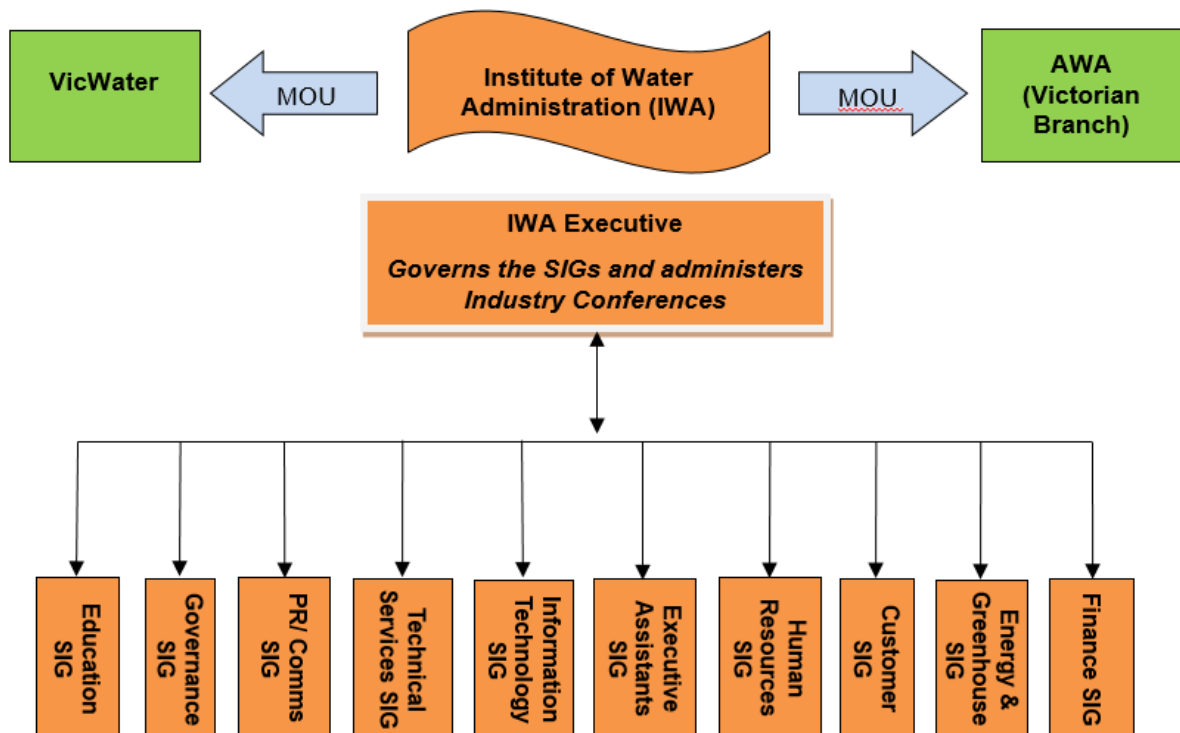 VicWater
MOU
Institute of Water
Administration (IWA)
MOU
AWA
(Victorian
Branch)
IWA Executive
Governs the SIGs and administers
Industry Conferences
Education
SIG
Governance
SIG
PR/ Comms
SIG
Technical
Services SIG
Information
Technology
SIG
Executive
Assistants
SIG
Human
Resources
SIG
Customer
SIG
Energy &
Greenhouse
SIG
Finance SIG